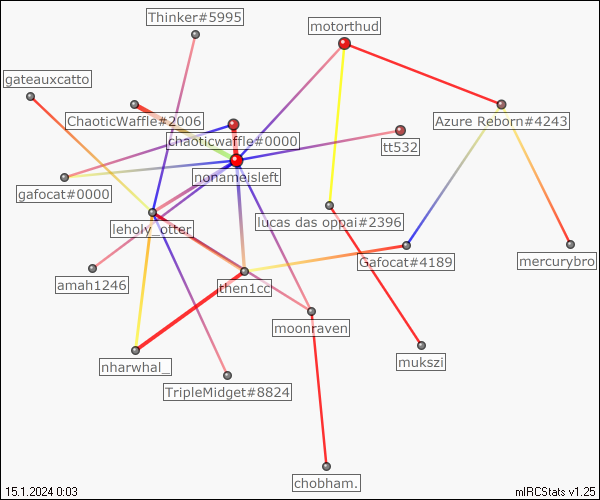 Thinker#5995
motorthud
gateauxcatto
ChaoticWaffle#2006
Azure Reborn#4243
chaoticwaffle#0000
tt532
nonameisleft
gafocat#0000
leholy_otter
lucas das oppai#2396
Gafocat#4189
mercurybro
amah1246
then1cc
moonraven
nharwhal_
mukszi
TripleMidget#8824
chobham.
15.1.2024 0:03
mIRCStats v1.25